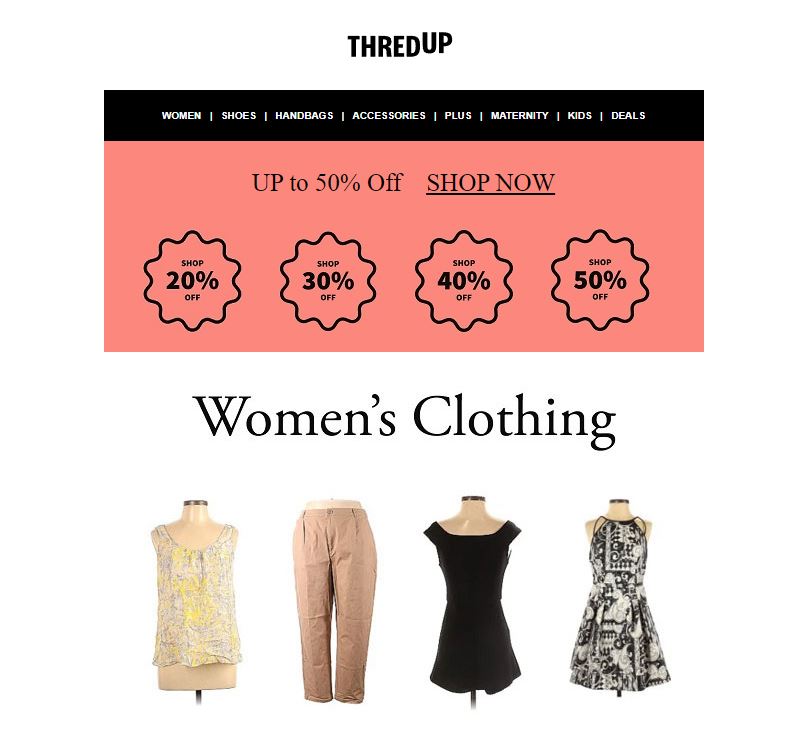 THREDUP
WOMEN | SHOES | HANDBAGS | ACCESSORIES | PLUS | MATERNITY | KIDS | DEALS
UP to 50% Off SHOP NOW
SHOP
20%
OFF
SHOP
30%
OFF
SHOP
40%
OFF
SHOP
50%
OFF
Women’s Clothing